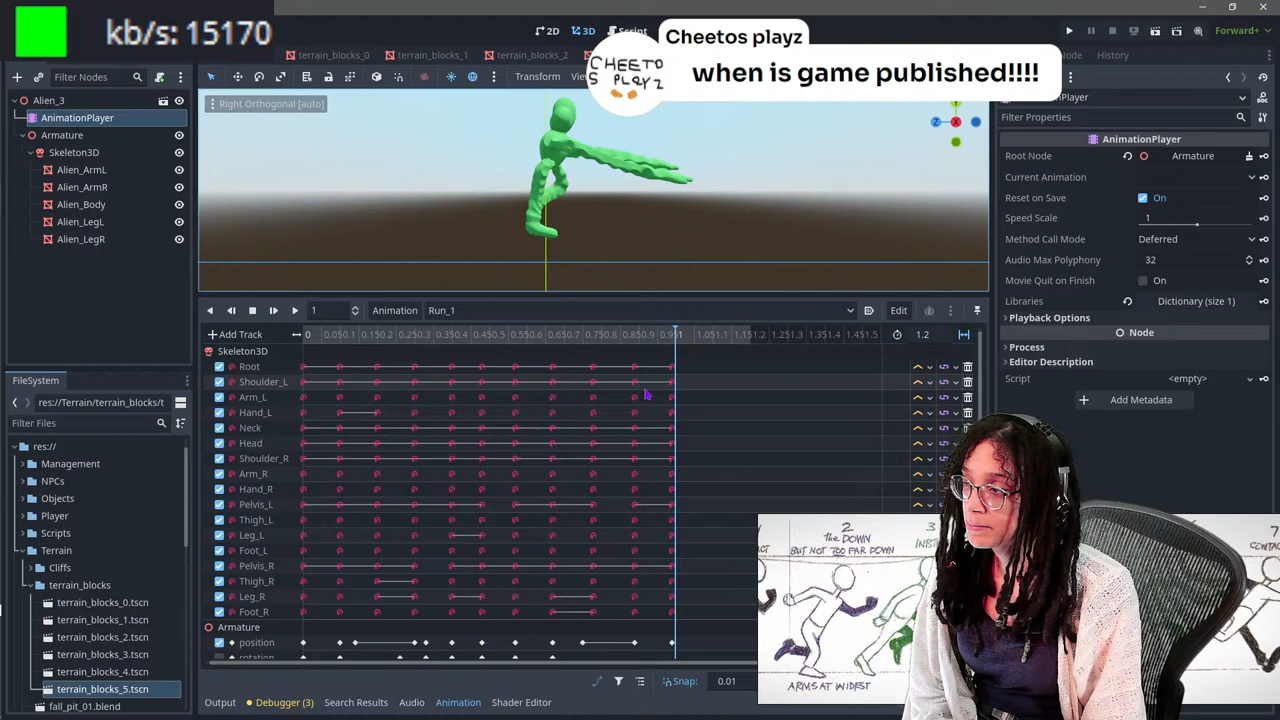 kb/s: 15170
Cheetos playz
CHEETO
S PLAYZ
when is game published!!!!
2D
3D
Script
Forward+
terrain_blocks_0
terrain_blocks_1
terrain_blocks_2
History
Filter Nodes
Transform
Alien_3
AnimationPlayer
Armature
Skeleton3D
Alien_ArmL
Alien_ArmR
Alien_Body
Alien_LegL
Alien_LegR
Right Orthogonal [auto]
Y
Z
X
Filter Properties
AnimationPlayer
Root Node
Armature
Current Animation
Reset on Save
On
Speed Scale
1
Method Call Mode
Deferred
Audio Max Polyphony
32
Movie Quit on Finish
On
Libraries
Dictionary (size 1)
Playback Options
Node
Process
Editor Description
Script
<empty>
Add Metadata
1
Animation
Run_1
Edit
Add Track
0
1.2
Skeleton3D
Root
Shoulder_L
Arm_L
Hand_L
Neck
Head
Shoulder_R
Arm_R
Hand_R
Pelvis_L
Thigh_L
Leg_L
Foot_L
Pelvis_R
Thigh_R
Leg_R
Foot_R
Armature
position
rotation
FileSystem
res://Terrain/terrain_blocks/t
Filter Files
res://
Management
NPCs
Objects
Player
Scripts
Terrain
Cliffs
terrain_blocks
terrain_blocks_0.tscn
terrain_blocks_1.tscn
terrain_blocks_2.tscn
terrain_blocks_3.tscn
terrain_blocks_4.tscn
terrain_blocks_5.tscn
fall_pit_01.blend
Snap:
0.01
Output
Debugger (3)
Search Results
Audio
Animation
Shader Editor
2
the DOWN
BUT NOT TOO FAR DOWN
ARMS AT WIDEST
3
7